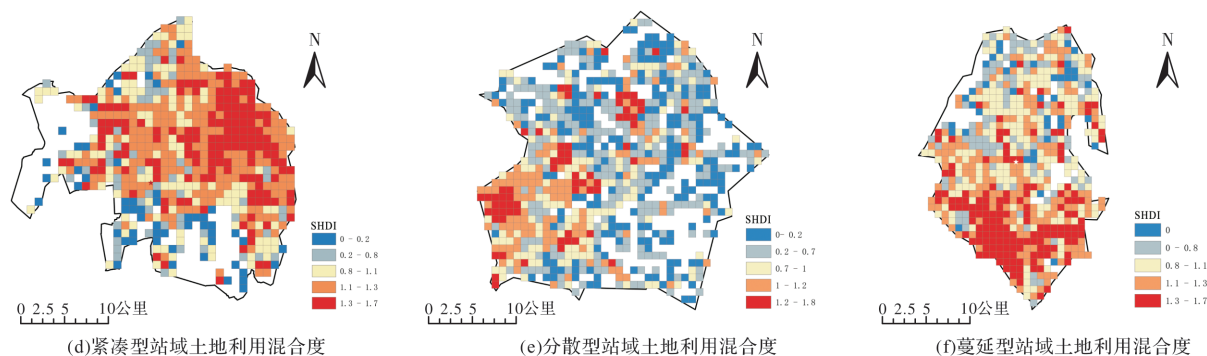 N
SHDI
0 - 0.2
0.2 - 0.8
0.8 - 1.1
1.1 - 1.3
1.3 - 1.7
0 2.5 5 10公里
(d)紧凑型站域土地利用混合度
N
SHDI
0- 0.2
0.2 - 0.7
0.7 - 1
1 - 1.2
1.2 - 1.8
0 2.5 5 10公里
(e)分散型站域土地利用混合度
N
SHDI
0
0 - 0.8
0.8 - 1.1
1.1 - 1.3
1.3 - 1.7
0 2.5 5 10公里
(f)蔓延型站域土地利用混合度